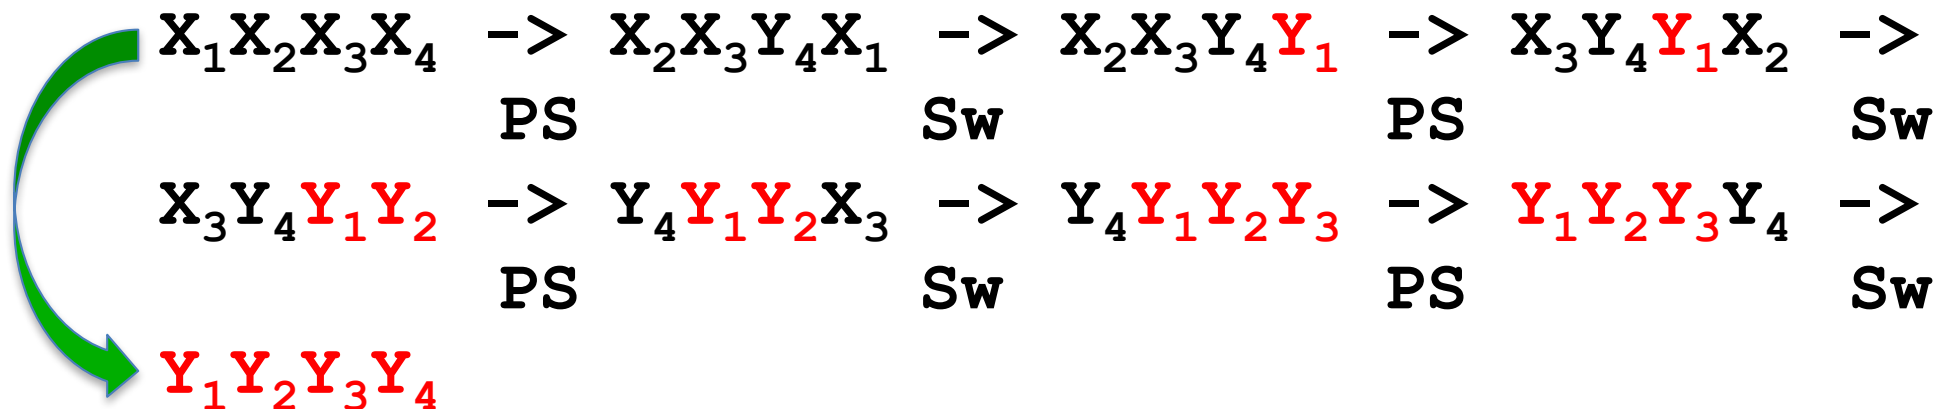 X₁X₂X₃X₄ -> X₂X₃Y₄X₁ -> X₂X₃Y₄Y₁ -> X₃Y₄Y₁X₂ ->
PS Sw PS Sw
X₃Y₄Y₁Y₂ -> Y₄Y₁Y₂X₃ -> Y₄Y₁Y₂Y₃ -> Y₁Y₂Y₃Y₄ ->
PS Sw PS Sw
Y₁Y₂Y₃Y₄